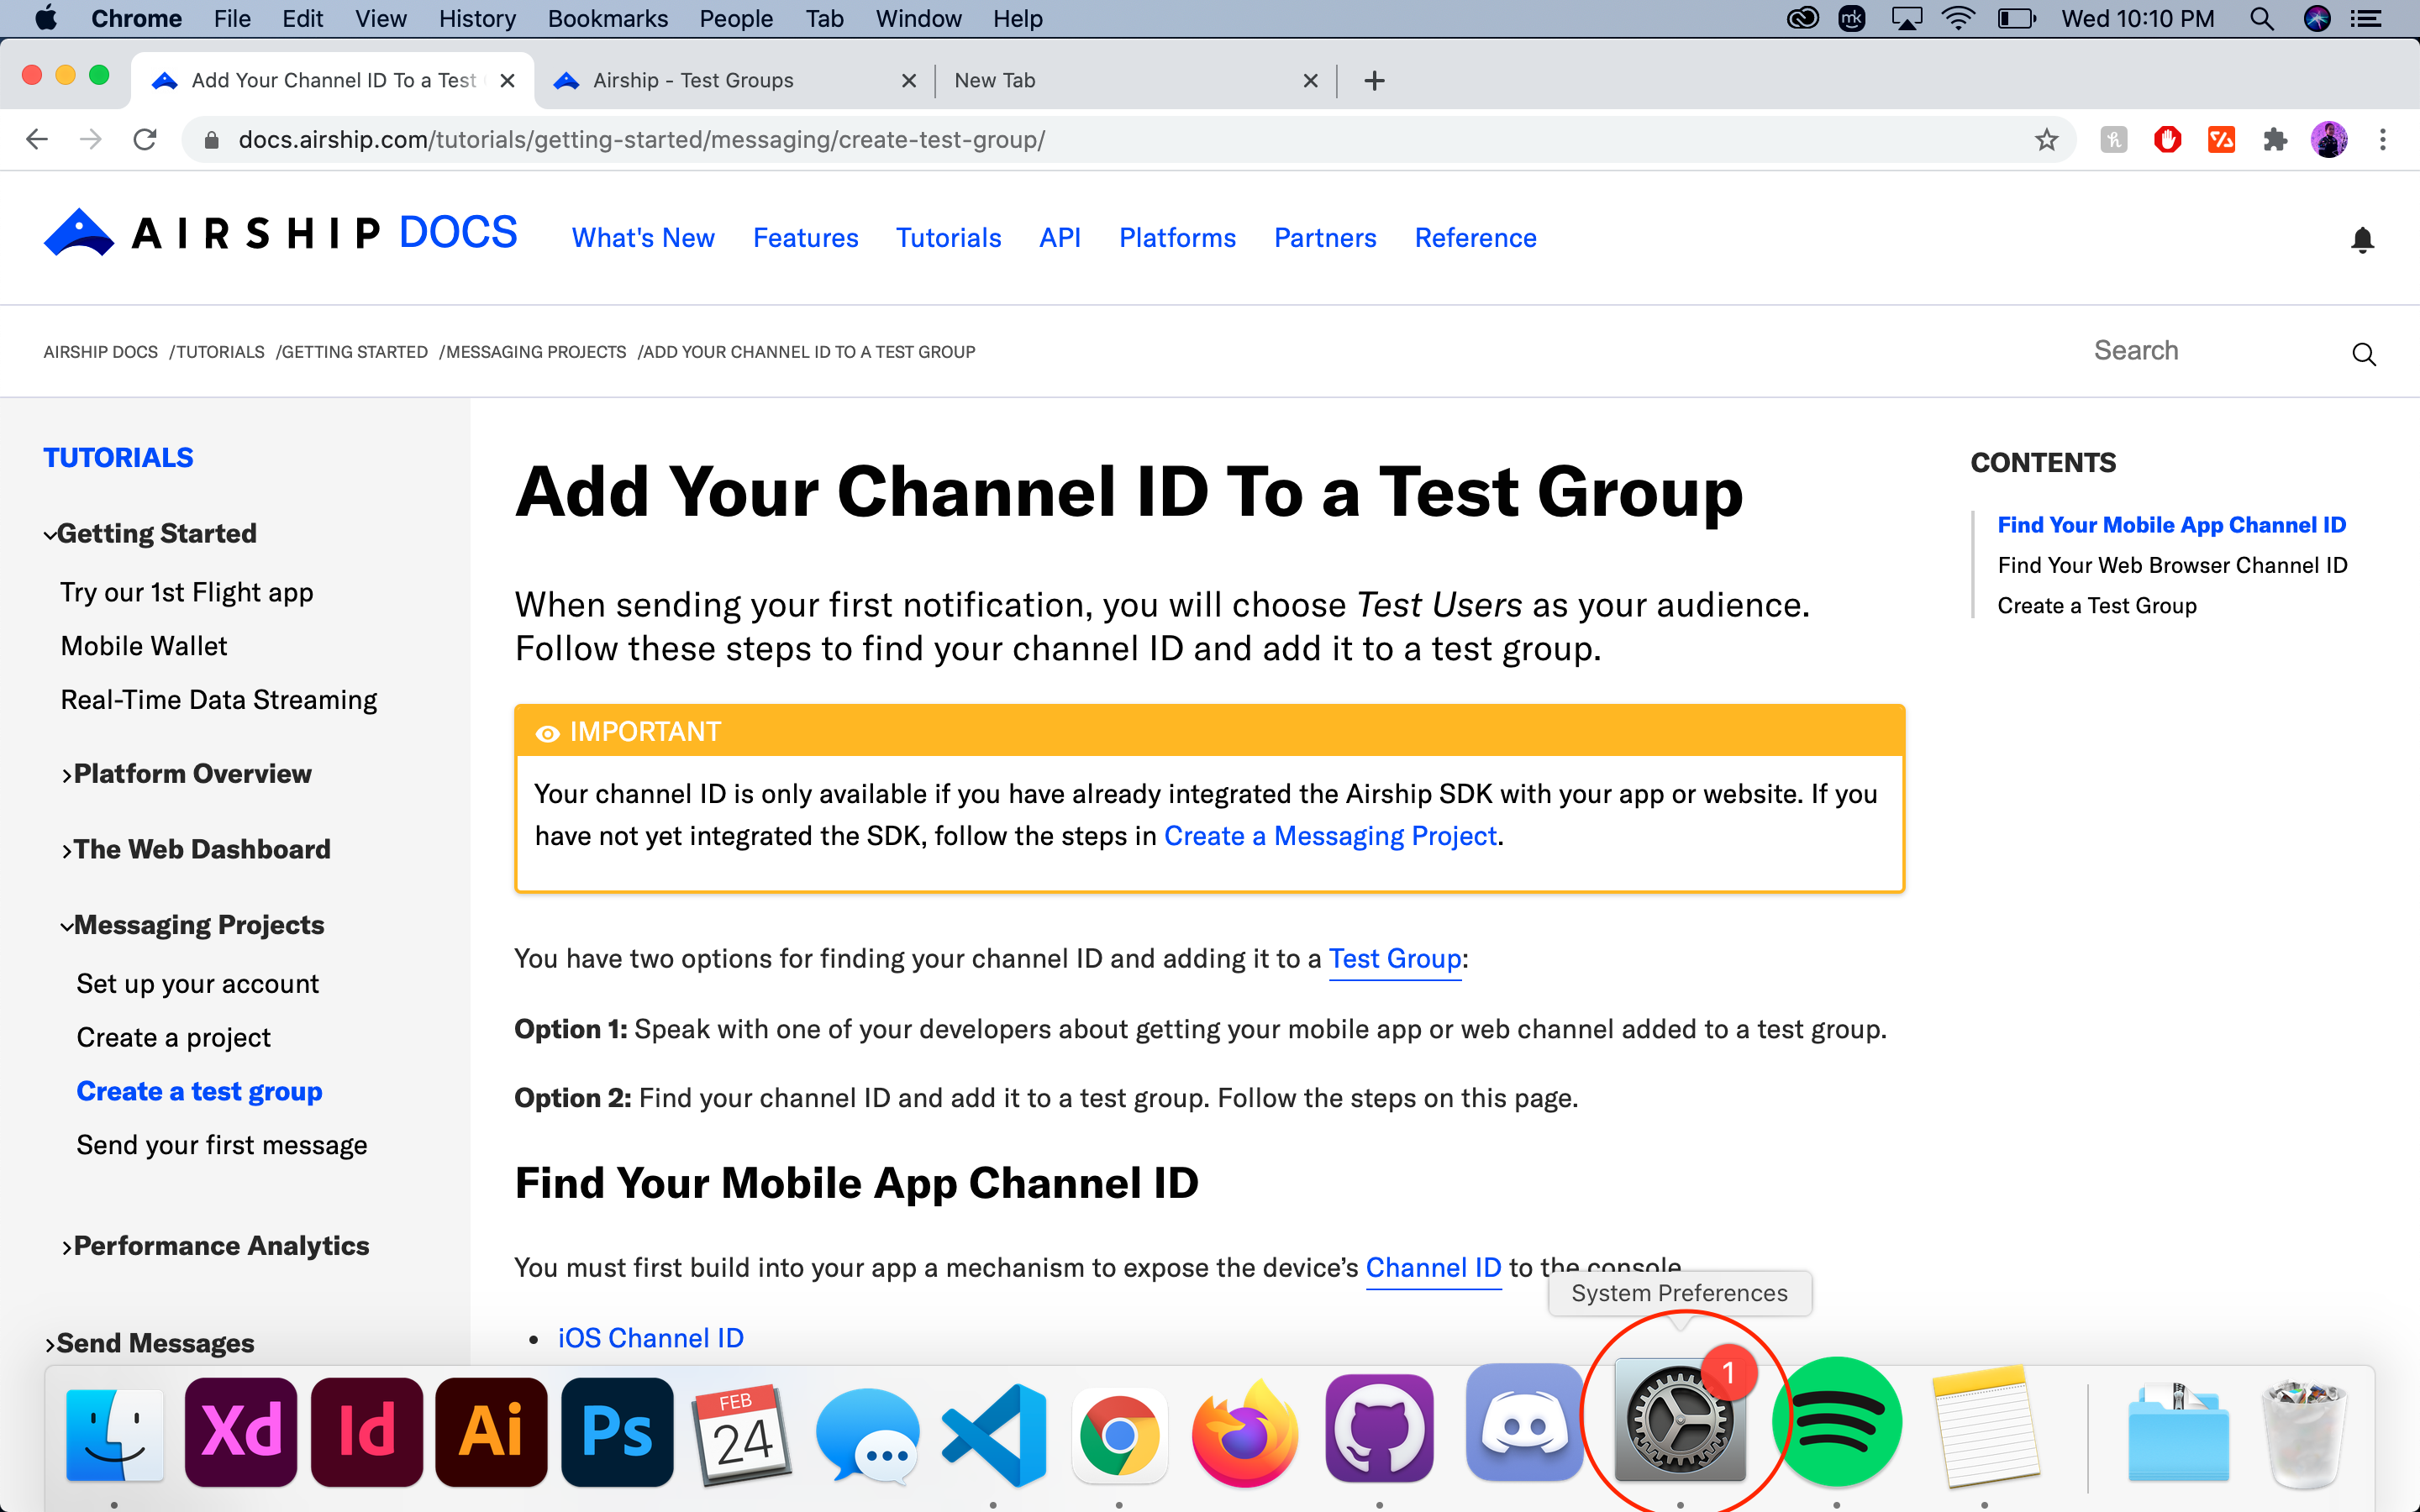 Chrome File Edit View History Bookmarks People Tab Window Help mk Wed 10:10 PM
Add Your Channel ID To a Test
Airship - Test Groups
New Tab
docs.airship.com/tutorials/getting-started/messaging/create-test-group/
AIRSHIP DOCS What's New Features Tutorials API Platforms Partners Reference
AIRSHIP DOCS /TUTORIALS /GETTING STARTED /MESSAGING PROJECTS /ADD YOUR CHANNEL ID TO A TEST GROUP
Search
TUTORIALS
Getting Started
Try our 1st Flight app
Mobile Wallet
Real-Time Data Streaming
Platform Overview
The Web Dashboard
Messaging Projects
Set up your account
Create a project
Create a test group
Send your first message
Performance Analytics
Send Messages
Add Your Channel ID To a Test Group
When sending your first notification, you will choose Test Users as your audience.
Follow these steps to find your channel ID and add it to a test group.
IMPORTANT
Your channel ID is only available if you have already integrated the Airship SDK with your app or website. If you
have not yet integrated the SDK, follow the steps in Create a Messaging Project.
You have two options for finding your channel ID and adding it to a Test Group:
Option 1: Speak with one of your developers about getting your mobile app or web channel added to a test group.
Option 2: Find your channel ID and add it to a test group. Follow the steps on this page.
Find Your Mobile App Channel ID
You must first build into your app a mechanism to expose the device's Channel ID to the console
• iOS Channel ID
CONTENTS
Find Your Mobile App Channel ID
Find Your Web Browser Channel ID
Create a Test Group
System Preferences
Xd Id Ai Ps FEB 24 1